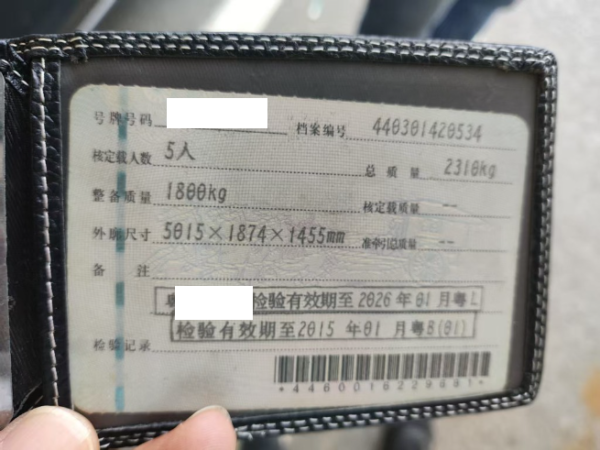 号牌号码 档案编号 440301420534
核定载人数 5人 总质量 2310kg
整备质量 1800kg 核定载质量 --
外廓尺寸 5015×1874×1455mm 准牵引总质量 --
备注
检验有效期至2026年01月粤L
检验有效期至2015年01月粤B(01)
检验记录
*4460016229691*